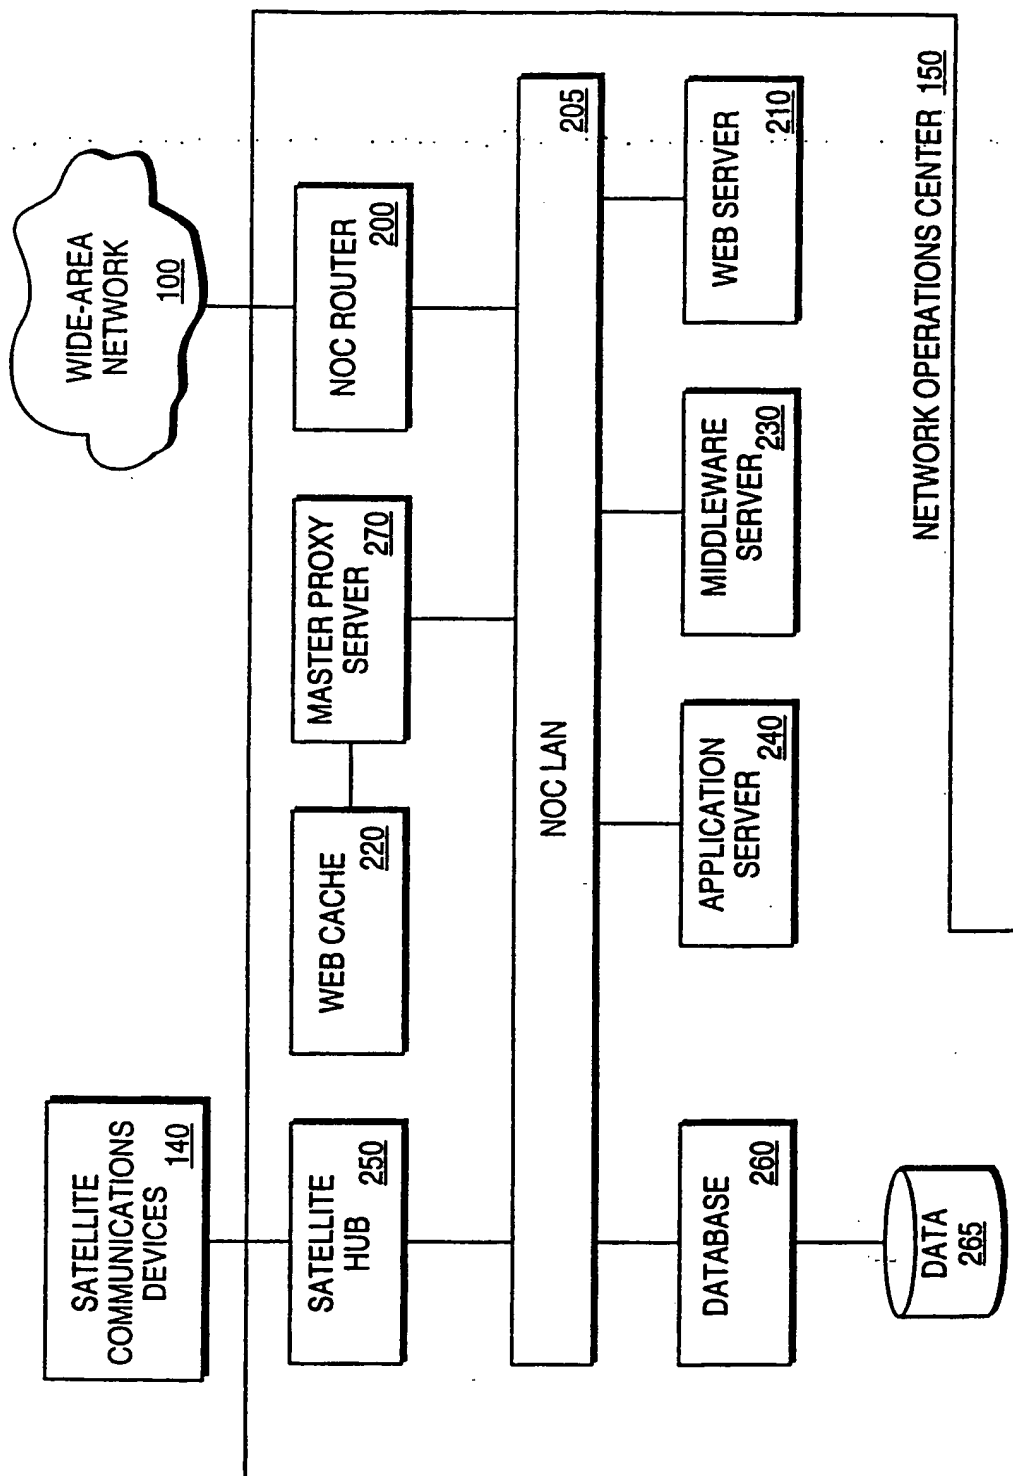 SATELLITE
COMMUNICATIONS
DEVICES
140
WIDE-AREA
NETWORK
100
SATELLITE
HUB
250
WEB CACHE
220
MASTER PROXY
SERVER
270
NOC ROUTER
200
NOC LAN
205
DATABASE
260
APPLICATION
SERVER
240
MIDDLEWARE
SERVER
230
WEB SERVER
210
DATA
265
NETWORK OPERATIONS CENTER 150